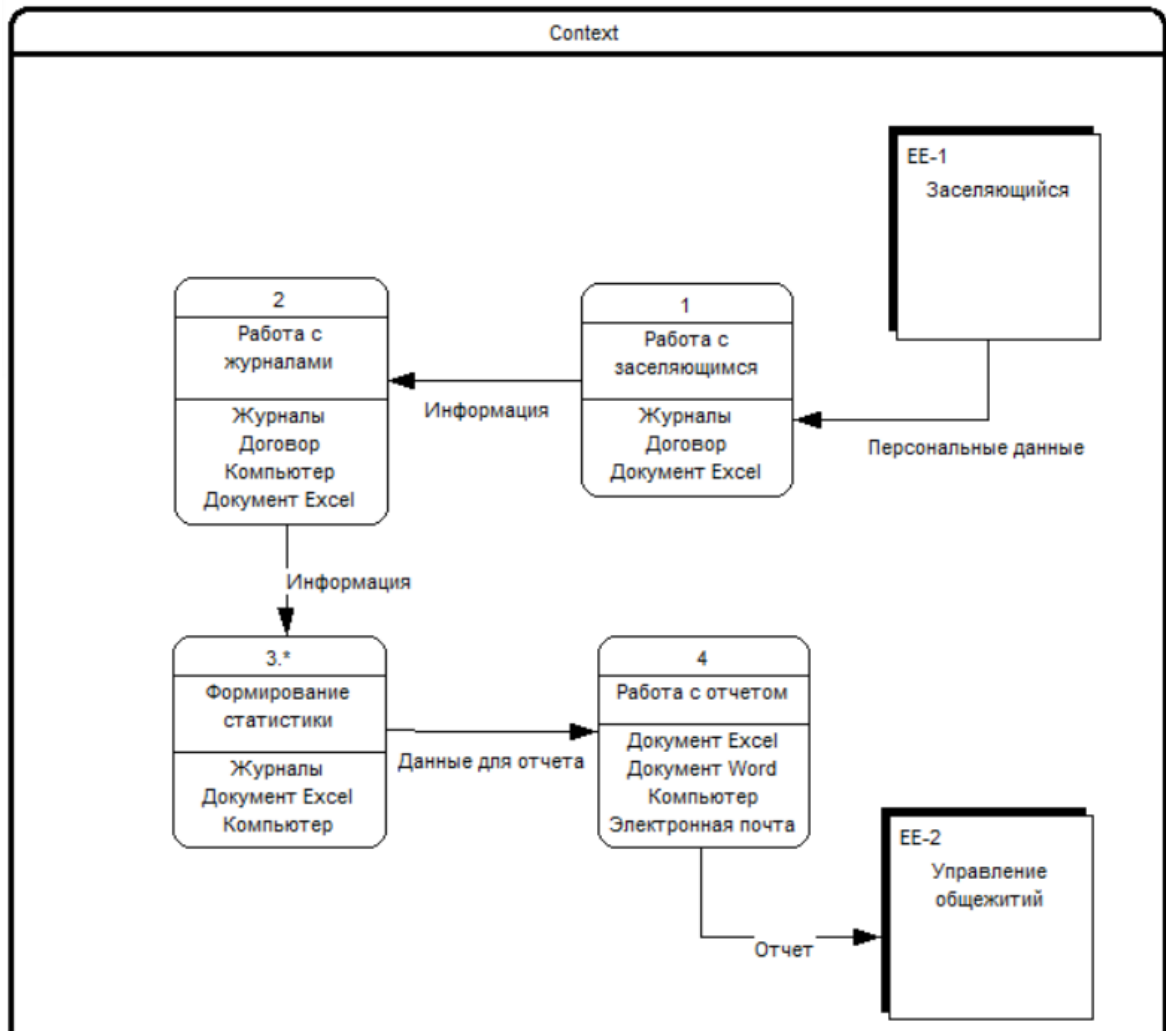 Context
EE-1
Заселяющийся
2
Работа с
журналами
Журналы
Договор
Компьютер
Документ Excel
1
Работа с
заселяющимся
Журналы
Договор
Документ Excel
Информация
Персональные данные
Информация
3.*
Формирование
статистики
Журналы
Документ Excel
Компьютер
Данные для отчета
4
Работа с отчетом
Документ Excel
Документ Word
Компьютер
Электронная почта
EE-2
Управление
общежитий
Отчет